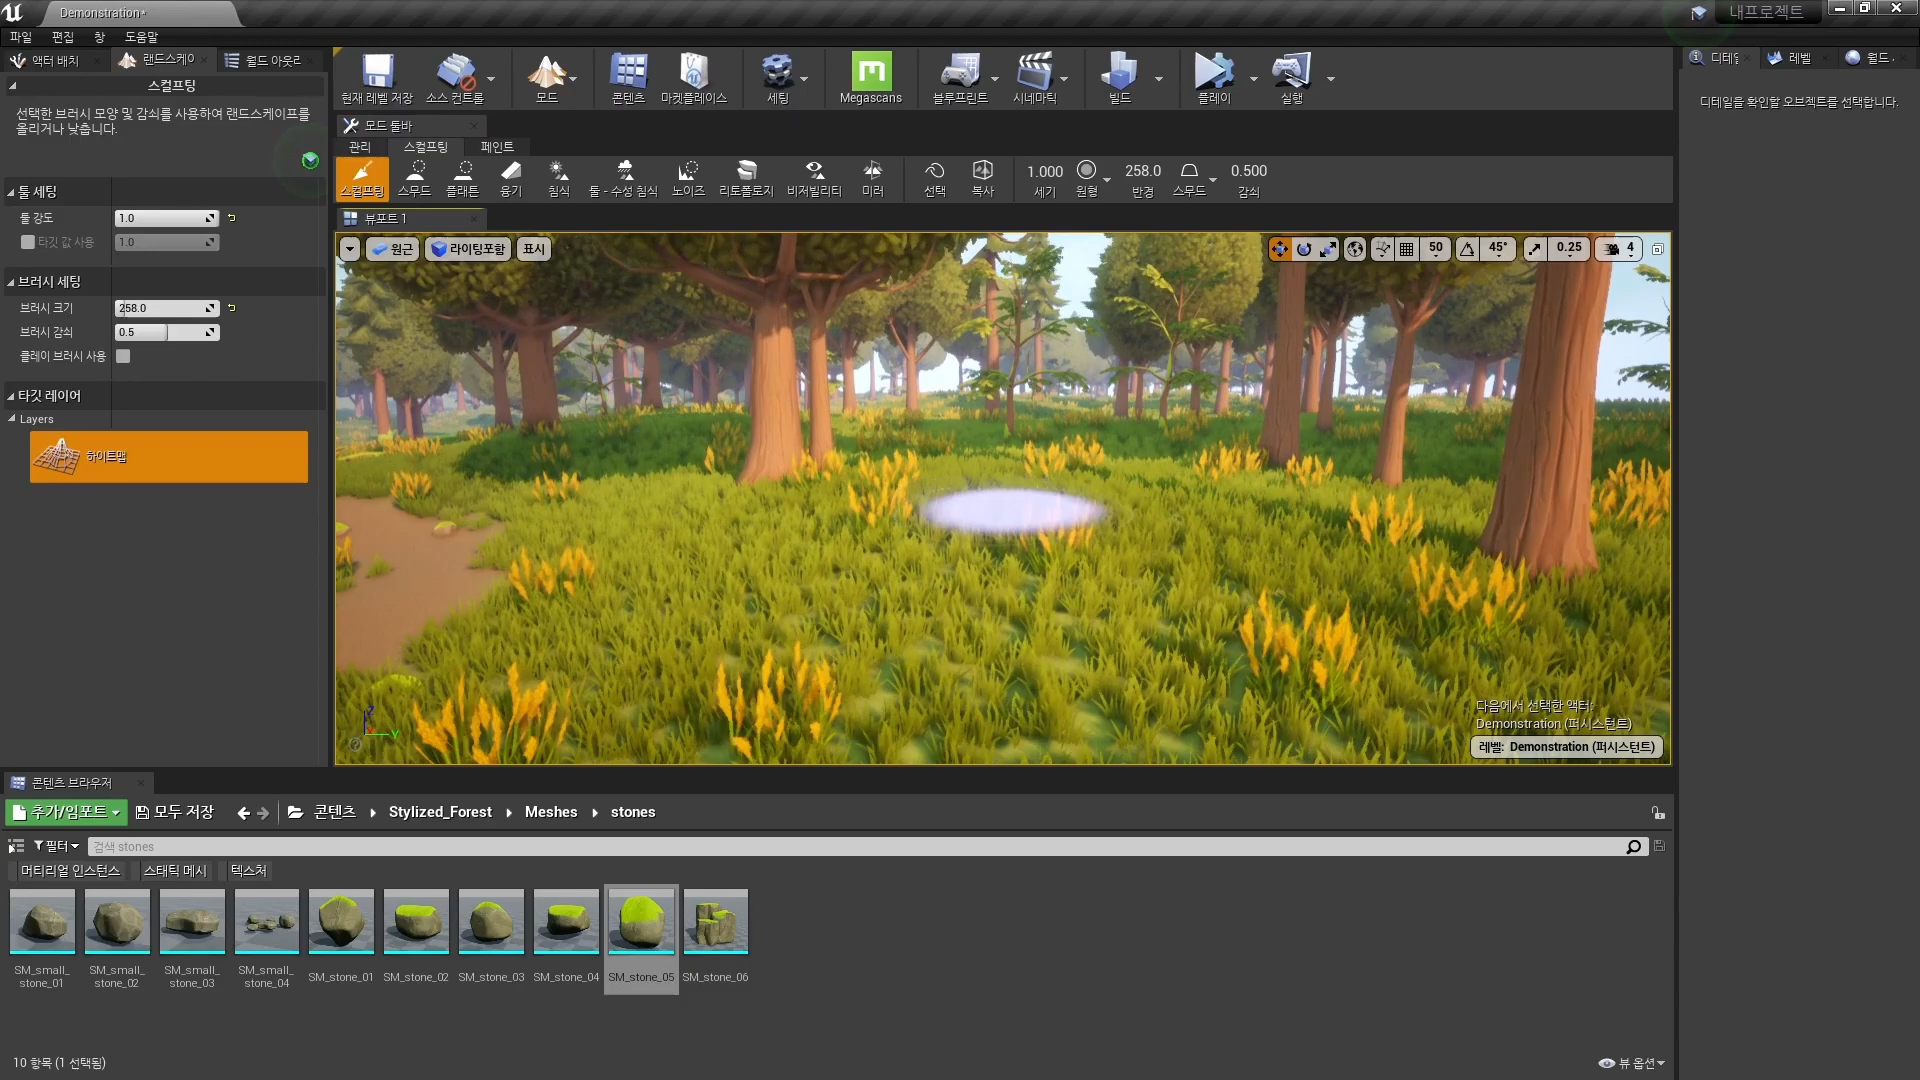 Demonstration*
내프로젝트
파일 편집 창 도움말
액터 배치
랜드스케이
월드 아웃ㄹ
스컬프팅
선택한 브러시 모양 및 감쇠를 사용하여 랜드스케이프를
올리거나 낮춥니다.
툴 세팅
툴 강도 1.0
타깃 값 사용 1.0
브러시 세팅
브러시 크기 258.0
브러시 감쇠 0.5
클레이 브러시 사용
타깃 레이어
Layers
하이트맵
현재 레벨 저장 소스 컨트롤 모드 콘텐츠 마켓플레이스 세팅 Megascans 블루프린트 시네마틱 빌드 플레이 실행
모드 툴바
관리 스컬프팅 페인트
1.000 258.0 0.500
스컬프팅 스무드 플래튼 융기 침식 툴 - 수성 침식 노이즈 리토폴로지 비저빌리티 미러 선택 복사 세기 원형 반경 스무드 감쇠
뷰포트 1
원근 라이팅포함 표시 50 45° 0.25 4
다음에서 선택한 액터:
Demonstration (퍼시스턴트)
레벨: Demonstration (퍼시스턴트)
레벨
월드
디테일을 확인할 오브젝트를 선택합니다.
콘텐츠 브라우저
추가/임포트 모두 저장 콘텐츠 Stylized_Forest Meshes stones
필터 검색 stones
머티리얼 인스턴스 스태틱 메시 텍스처
SM_small_
stone_01
SM_small_
stone_02
SM_small_
stone_03
SM_small_
stone_04
SM_stone_01
SM_stone_02
SM_stone_03
SM_stone_04
SM_stone_05
SM_stone_06
10 항목 (1 선택됨)
뷰 옵션